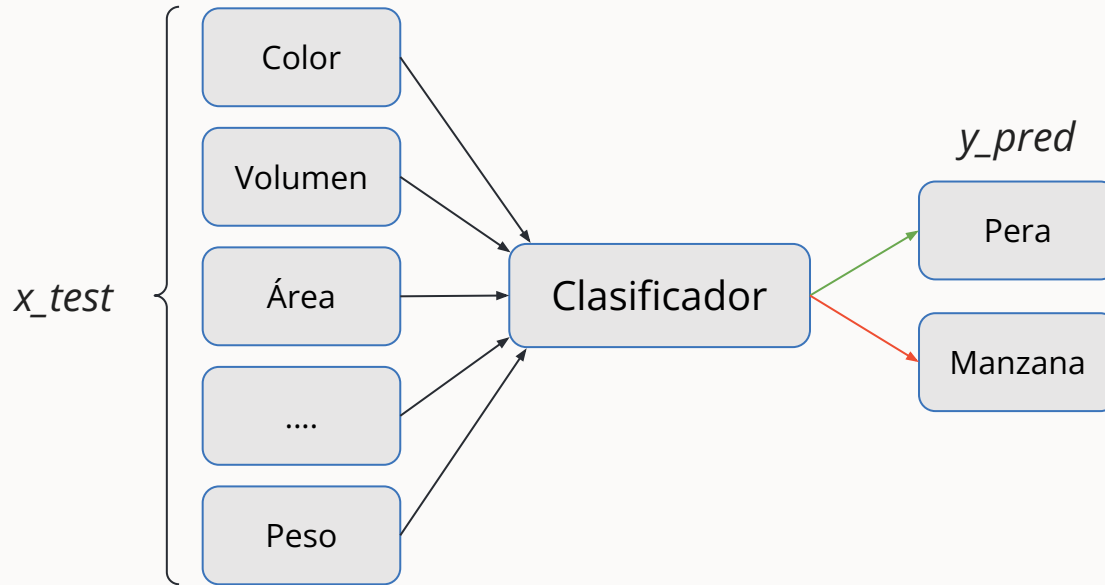 x_test
Color
Volumen
Área
....
Peso
Clasificador
y_pred
Pera
Manzana